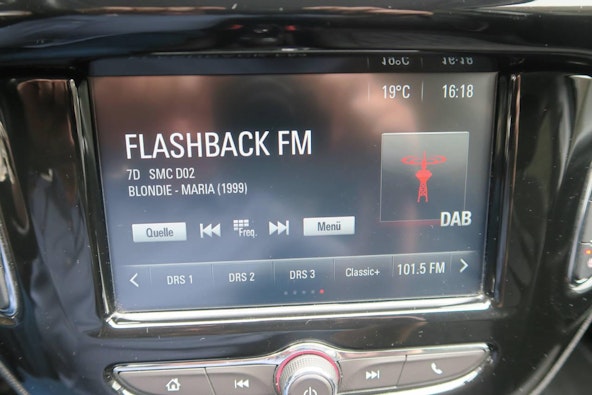 19°C 16:18
FLASHBACK FM
7D SMC D02
BLONDIE - MARIA (1999)
DAB
Quelle Freq. Menü
DRS 1 DRS 2 DRS 3 Classic+ 101.5 FM